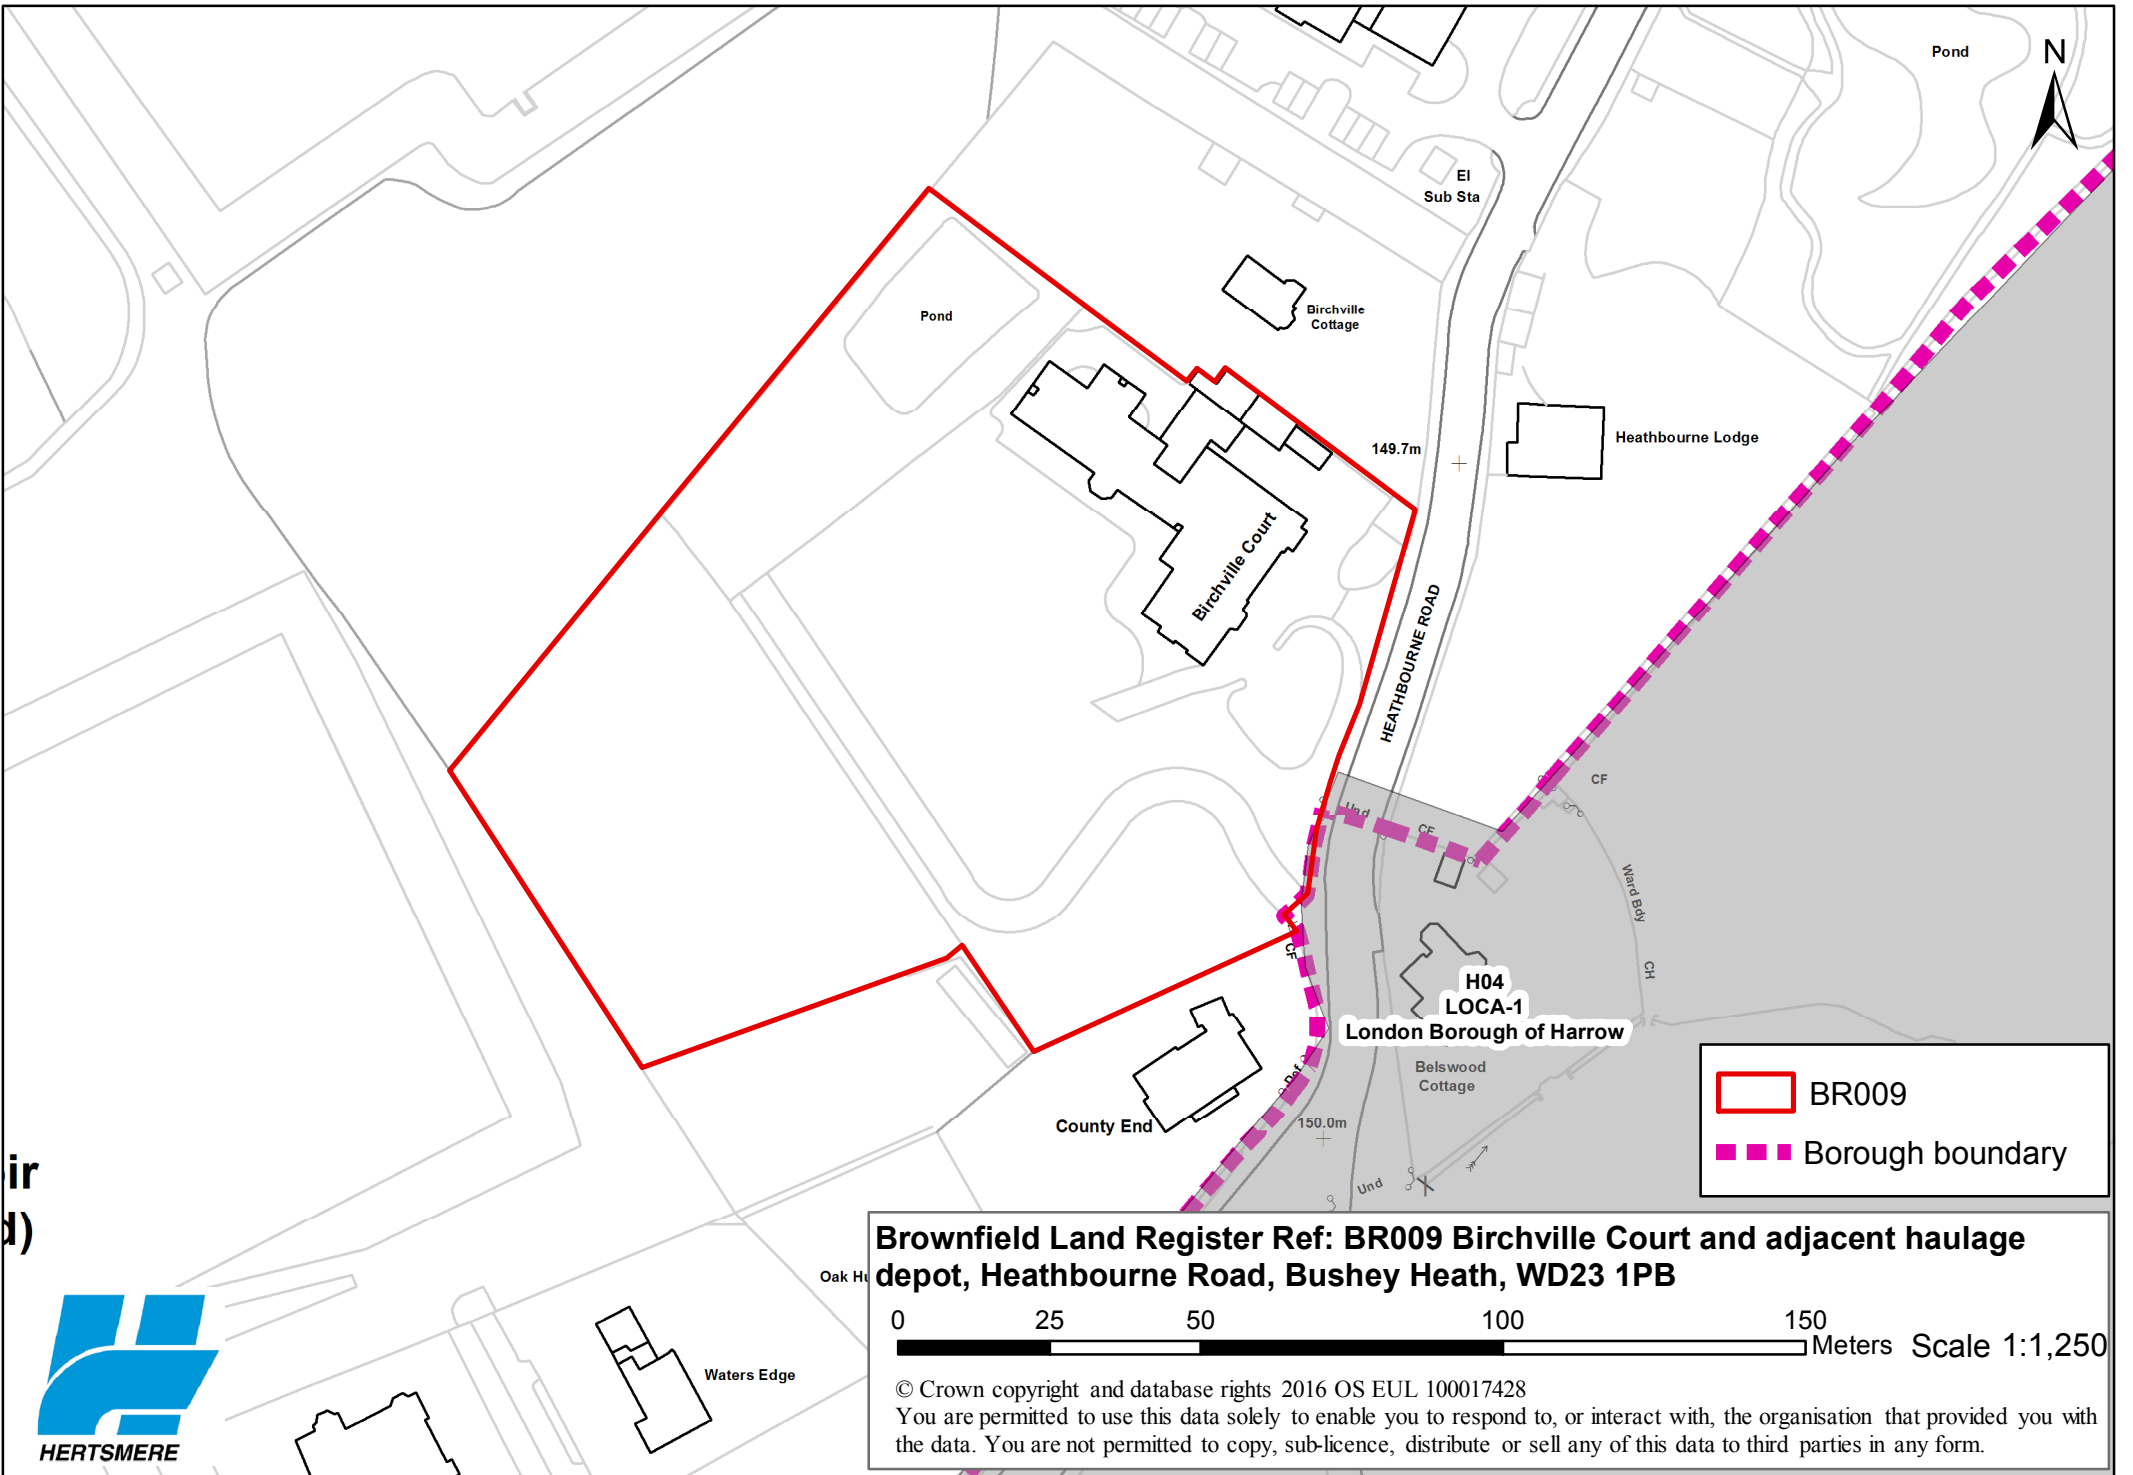 Pond
N
El
Sub Sta
Pond
Birchville
Cottage
149.7m
Heathbourne Lodge
Birchville Court
HEATHBOURNE ROAD
Und
CF
CF
Ward Bdy
CF
CH
H04
LOCA-1
London Borough of Harrow
Belswood
Cottage
Def
County End
150.0m
Und
BR009
Borough boundary
ir
d)
Oak Hu
Waters Edge
HERTSMERE
Brownfield Land Register Ref: BR009 Birchville Court and adjacent haulage
depot, Heathbourne Road, Bushey Heath, WD23 1PB
0 25 50 100 150
Meters Scale 1:1,250
© Crown copyright and database rights 2016 OS EUL 100017428
You are permitted to use this data solely to enable you to respond to, or interact with, the organisation that provided you with
the data. You are not permitted to copy, sub-licence, distribute or sell any of this data to third parties in any form.